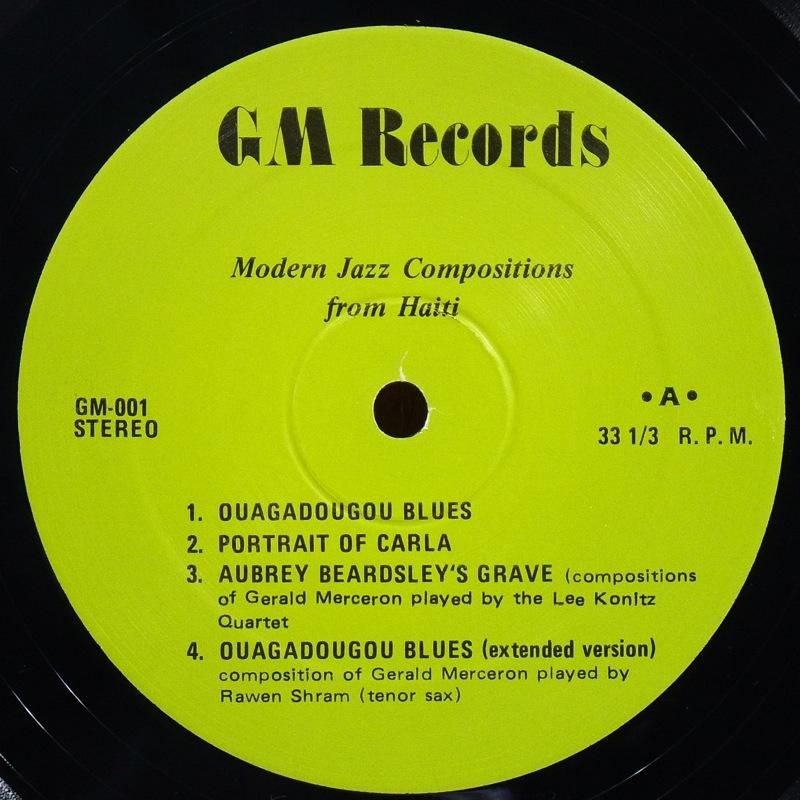 GM Records
Modern Jazz Compositions
from Haiti
GM-001
STEREO
•A•
33 1/3 R. P. M.
1. OUAGADOUGOU BLUES
2. PORTRAIT OF CARLA
3. AUBREY BEARDSLEY'S GRAVE (compositions
of Gerald Merceron played by the Lee Konitz
Quartet
4. OUAGADOUGOU BLUES (extended version)
composition of Gerald Merceron played by
Rawen Shram (tenor sax)